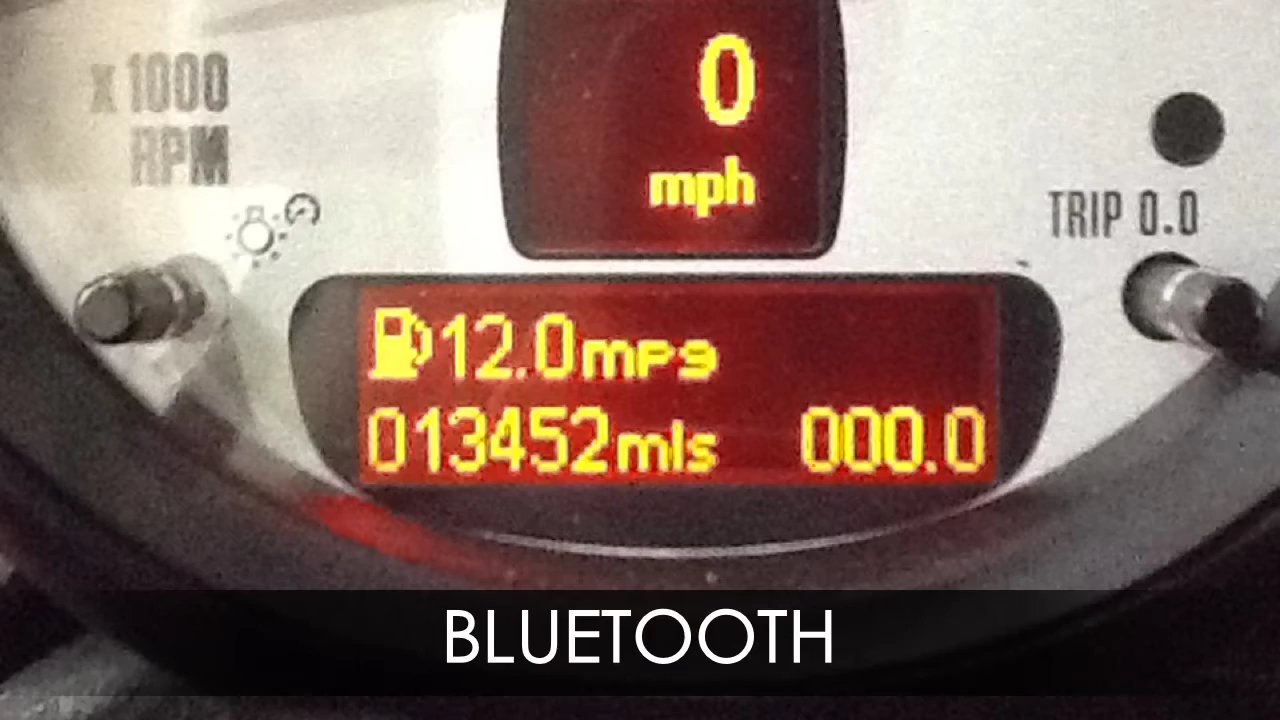 X 1000
RPM
0
mph
TRIP 0.0
12.0mpg
013452mls 000.0
BLUETOOTH